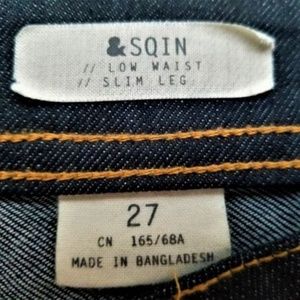 &SQIN
// LOW WAIST
// SLIM LEG
27
CN 165/68A
MADE IN BANGLADESH